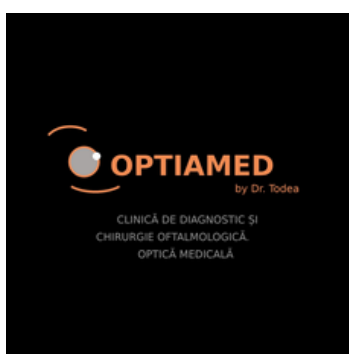 OPTIAMED
by Dr. Todea
CLINICĂ DE DIAGNOSTIC ȘI
CHIRURGIE OFTALMOLOGICĂ.
OPTICĂ MEDICALĂ